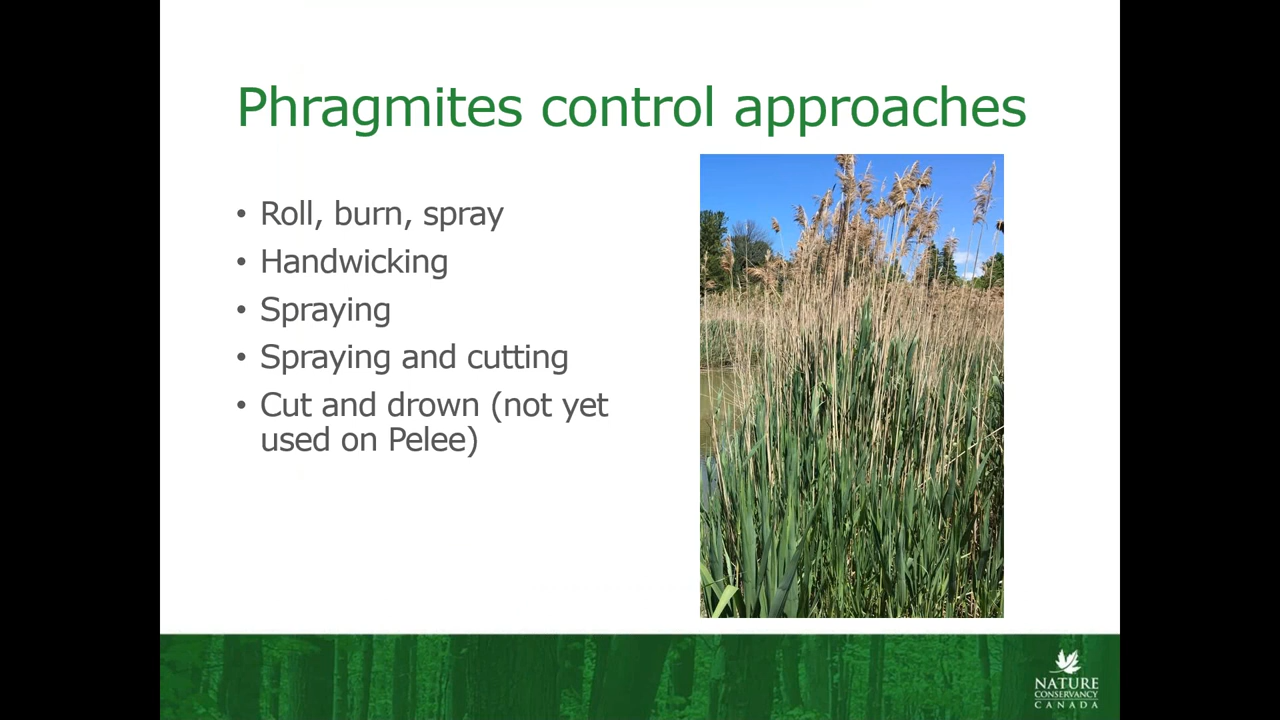 Phragmites control approaches
• Roll, burn, spray
• Handwicking
• Spraying
• Spraying and cutting
• Cut and drown (not yet
used on Pelee)
NATURE
CONSERVANCY
CANADA